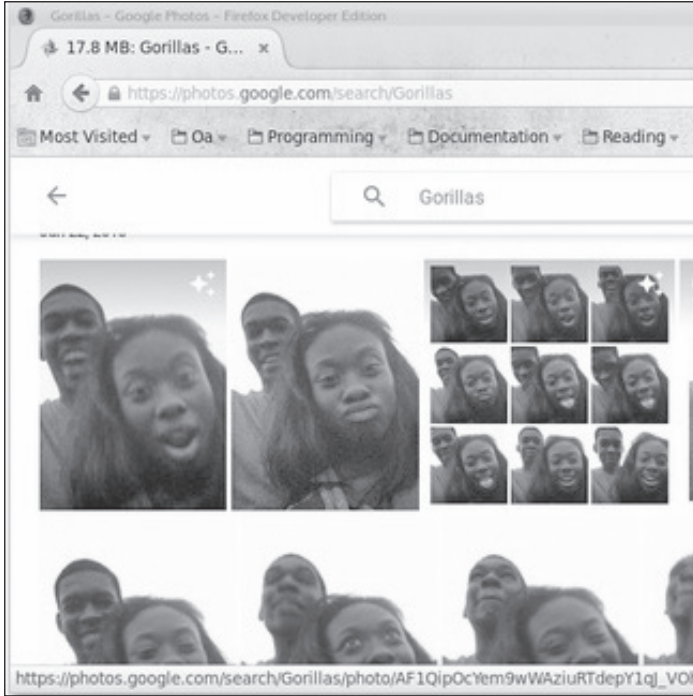 Gorillas - Google Photos - Firefox Developer Edition
17.8 MB: Gorillas - G... ×
https://photos.google.com/search/Gorillas
Most Visited Oa Programming Documentation Reading
Gorillas
https://photos.google.com/search/Gorillas/photo/